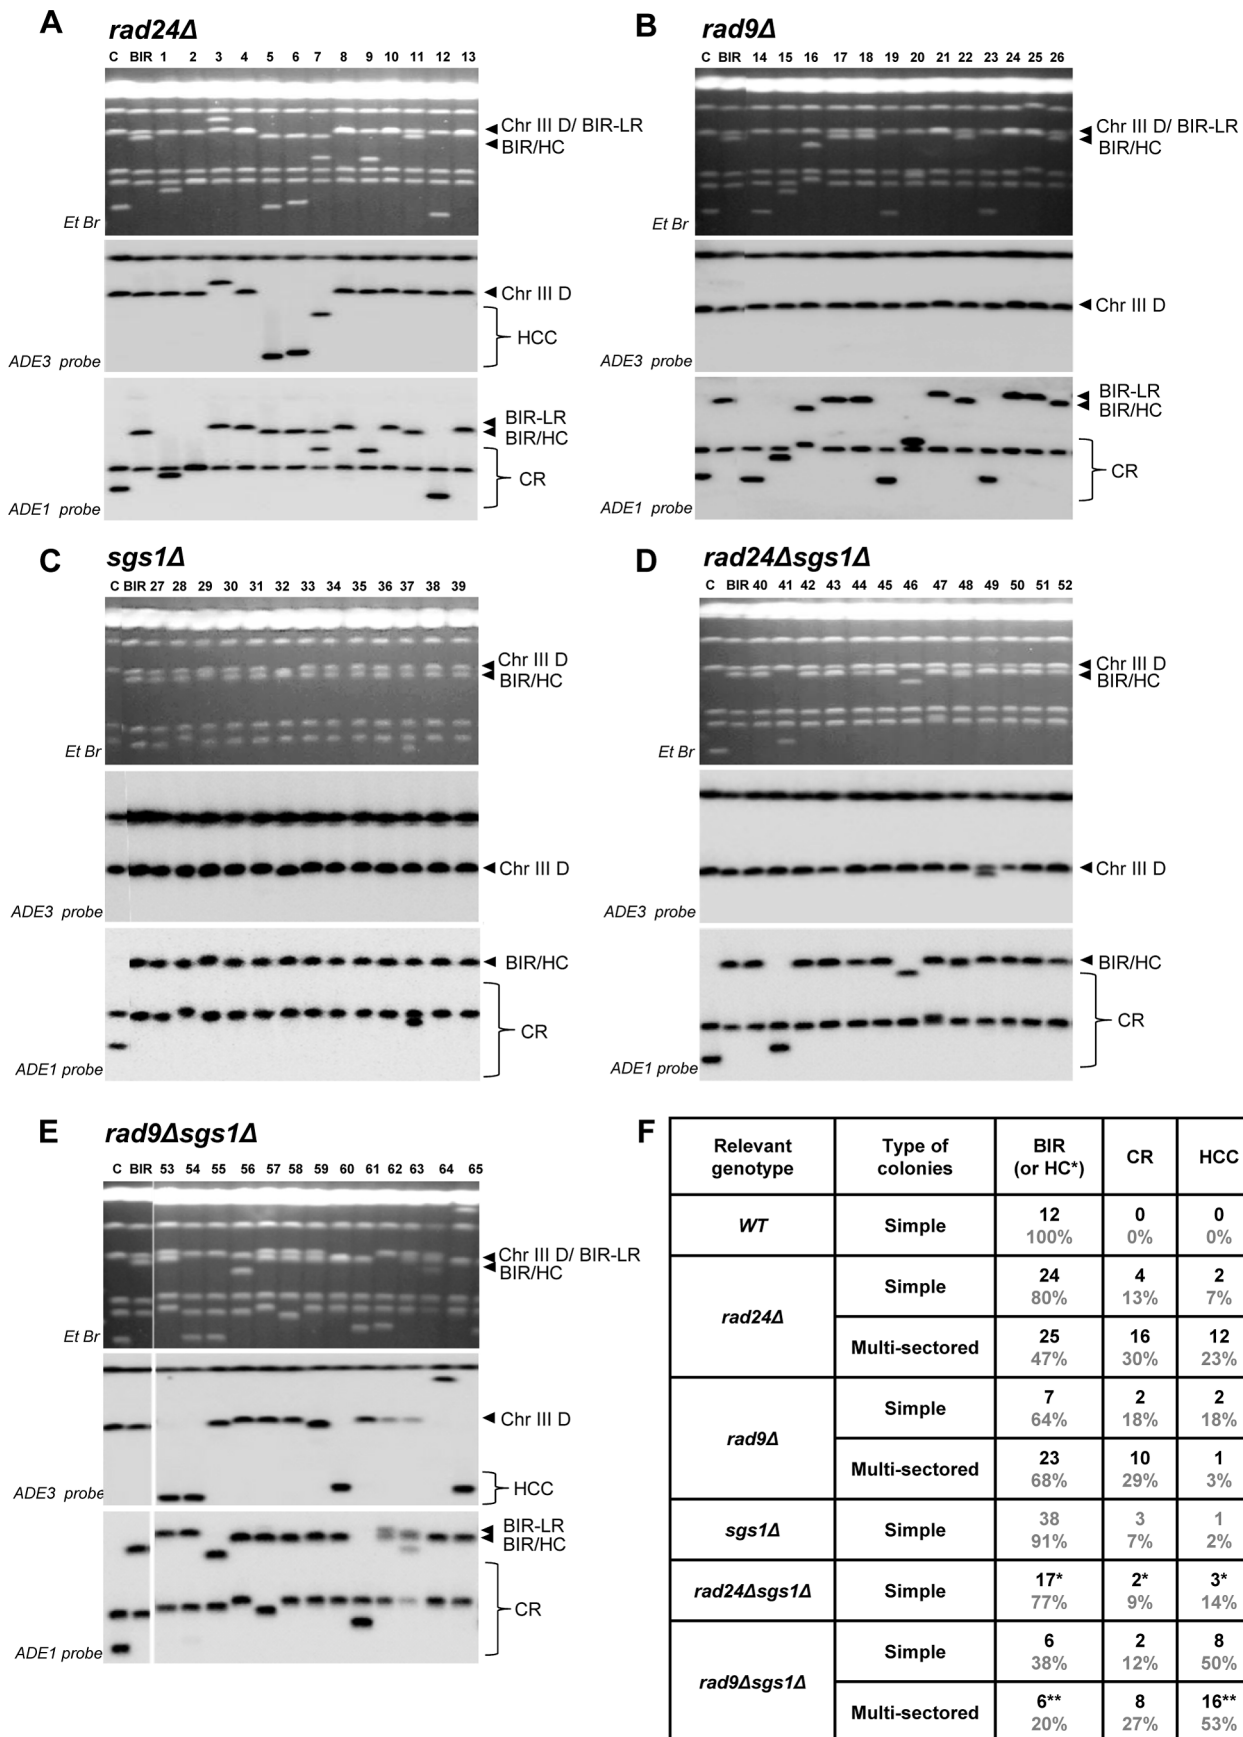 A
rad24Δ
C BIR 1 2 3 4 5 6 7 8 9 10 11 12 13
Chr III D/ BIR-LR
BIR/HC
Et Br
Chr III D
HCC
ADE3 probe
BIR-LR
BIR/HC
CR
ADE1 probe
B
rad9Δ
C BIR 14 15 16 17 18 19 20 21 22 23 24 25 26
Chr III D/ BIR-LR
BIR/HC
Et Br
Chr III D
ADE3 probe
BIR-LR
BIR/HC
CR
ADE1 probe
C
sgs1Δ
C BIR 27 28 29 30 31 32 33 34 35 36 37 38 39
Chr III D
BIR/HC
Et Br
Chr III D
ADE3 probe
BIR/HC
CR
ADE1 probe
D
rad24Δsgs1Δ
C BIR 40 41 42 43 44 45 46 47 48 49 50 51 52
Chr III D
BIR/HC
Et Br
Chr III D
ADE3 probe
BIR/HC
CR
ADE1 probe
E
rad9Δsgs1Δ
C BIR 53 54 55 56 57 58 59 60 61 62 63 64 65
Chr III D/ BIR-LR
BIR/HC
Et Br
Chr III D
HCC
ADE3 probe
BIR-LR
BIR/HC
CR
ADE1 probe
F
Relevant Type of BIR CR HCC
genotype colonies (or HC*)
WT Simple 12 0 0
100% 0% 0%
rad24Δ Simple 24 4 2
80% 13% 7%
Multi-sectored 25 16 12
47% 30% 23%
rad9Δ Simple 7 2 2
64% 18% 18%
Multi-sectored 23 10 1
68% 29% 3%
sgs1Δ Simple 38 3 1
91% 7% 2%
rad24Δsgs1Δ Simple 17* 2* 3*
77% 9% 14%
rad9Δsgs1Δ Simple 6 2 8
38% 12% 50%
Multi-sectored 6** 8 16**
20% 27% 53%